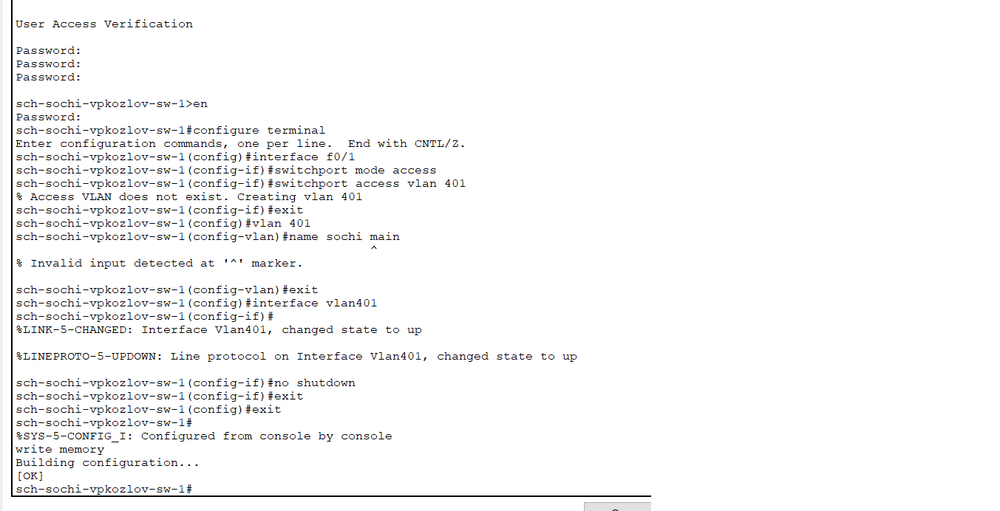 User Access Verification
Password:
Password:
Password:
sch-sochi-vpkozlov-sw-1>en
Password:
sch-sochi-vpkozlov-sw-1#configure terminal
Enter configuration commands, one per line.  End with CNTL/Z.
sch-sochi-vpkozlov-sw-1(config)#interface f0/1
sch-sochi-vpkozlov-sw-1(config-if)#switchport mode access
sch-sochi-vpkozlov-sw-1(config-if)#switchport access vlan 401
% Access VLAN does not exist. Creating vlan 401
sch-sochi-vpkozlov-sw-1(config-if)#exit
sch-sochi-vpkozlov-sw-1(config)#vlan 401
sch-sochi-vpkozlov-sw-1(config-vlan)#name sochi main
^
% Invalid input detected at '^' marker.
sch-sochi-vpkozlov-sw-1(config-vlan)#exit
sch-sochi-vpkozlov-sw-1(config)#interface vlan401
sch-sochi-vpkozlov-sw-1(config-if)#
%LINK-5-CHANGED: Interface Vlan401, changed state to up
%LINEPROTO-5-UPDOWN: Line protocol on Interface Vlan401, changed state to up
sch-sochi-vpkozlov-sw-1(config-if)#no shutdown
sch-sochi-vpkozlov-sw-1(config-if)#exit
sch-sochi-vpkozlov-sw-1(config)#exit
sch-sochi-vpkozlov-sw-1#
%SYS-5-CONFIG_I: Configured from console by console
write memory
Building configuration...
[OK]
sch-sochi-vpkozlov-sw-1#